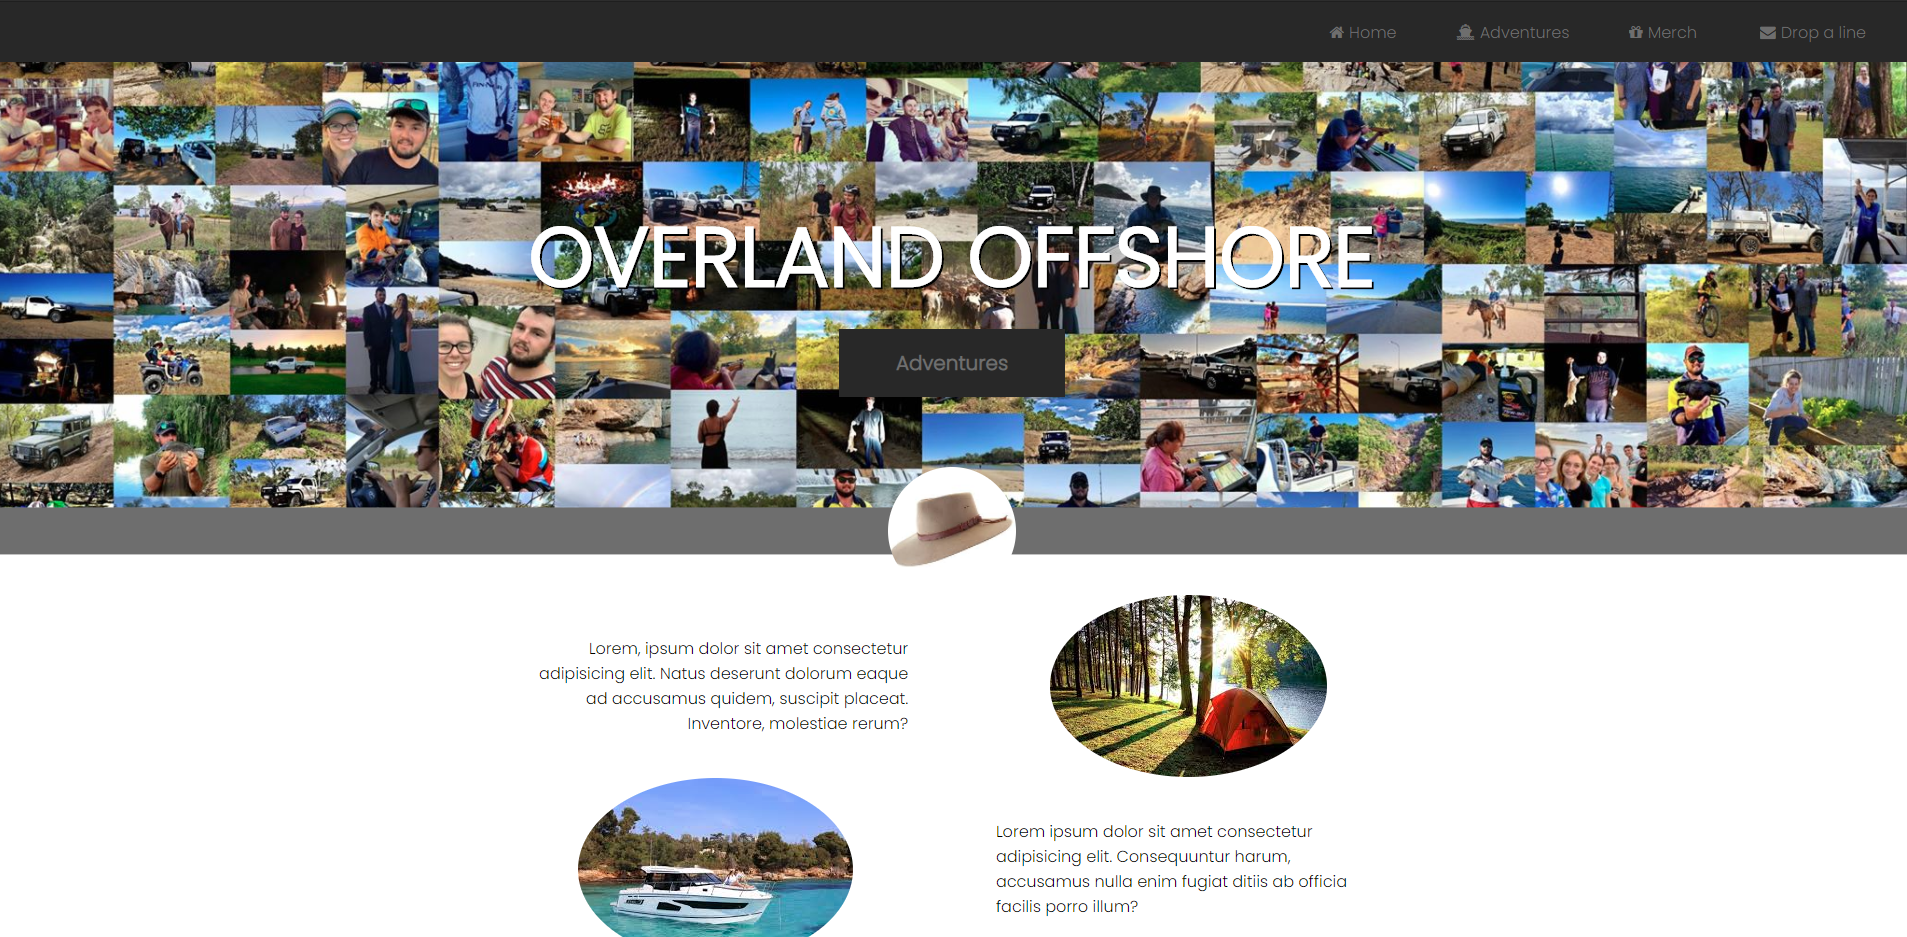 Home
Adventures
Merch
Drop a line
OVERLAND OFFSHORE
Adventures
Lorem, ipsum dolor sit amet consectetur
adipisicing elit. Natus deserunt dolorum eaque
ad accusamus quidem, suscipit placeat.
Inventore, molestiae rerum?
Lorem ipsum dolor sit amet consectetur
adipisicing elit. Consequuntur harum,
accusamus nulla enim fugiat ditiis ab officia
facilis porro illum?